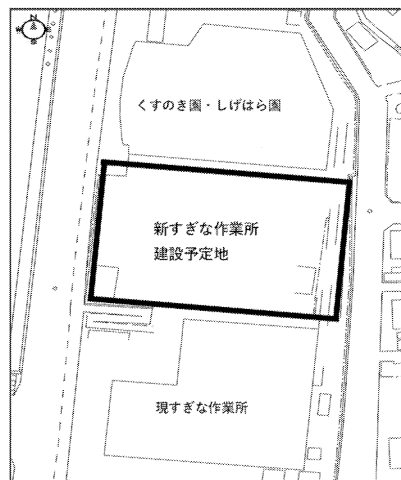 N
くすのき園・しげはら園
新すぎな作業所
建設予定地
現すぎな作業所